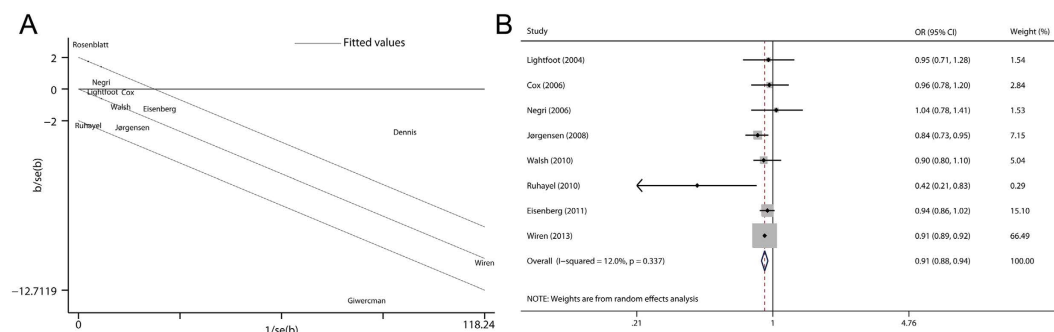 A
Rosenblatt
Fitted values
2
Negri
0
Lightfoot Cox
Walsh Eisenberg
−2
Ruhayel Jørgensen
Dennis
b/se(b)
Wiren
−12.7119
Giwercman
0
118.24
1/se(b)
B
Study OR (95% CI) Weight (%)
Lightfoot (2004) 0.95 (0.71, 1.28) 1.54
Cox (2006) 0.96 (0.78, 1.20) 2.84
Negri (2006) 1.04 (0.78, 1.41) 1.53
Jørgensen (2008) 0.84 (0.73, 0.95) 7.15
Walsh (2010) 0.90 (0.80, 1.10) 5.04
Ruhayel (2010) 0.42 (0.21, 0.83) 0.29
Eisenberg (2011) 0.94 (0.86, 1.02) 15.10
Wiren (2013) 0.91 (0.89, 0.92) 66.49
Overall (I−squared = 12.0%, p = 0.337) 0.91 (0.88, 0.94) 100.00
NOTE: Weights are from random effects analysis
.21 1 4.76